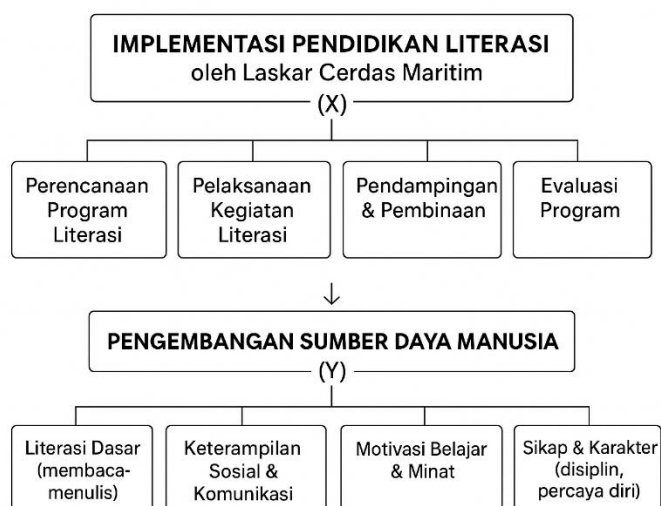 IMPLEMENTASI PENDIDIKAN LITERASI
oleh Laskar Cerdas Maritim
(X)
Perencanaan
Program
Literasi
Pelaksanaan
Kegiatan
Literasi
Pendampingan
& Pembinaan
Evaluasi
Program
PENGEMBANGAN SUMBER DAYA MANUSIA
(Y)
Literasi Dasar
(membaca-
menulis)
Keterampilan
Sosial &
Komunikasi
Motivasi Belajar
& Minat
Sikap & Karakter
(disiplin,
percaya diri)